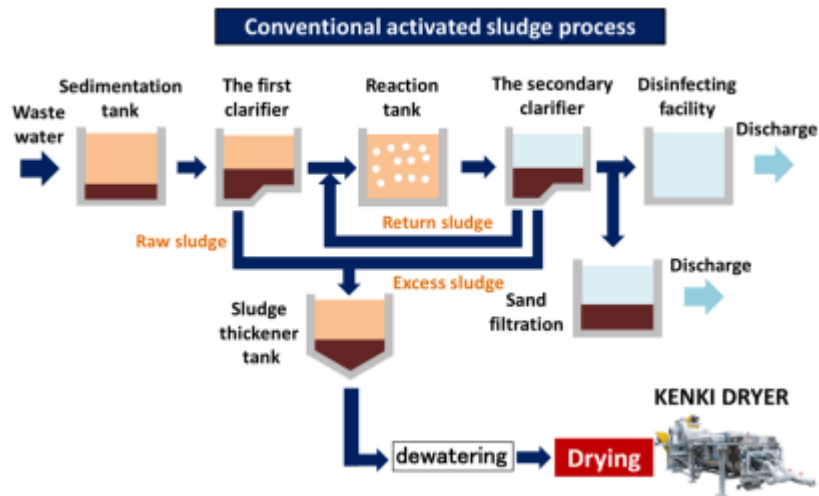 Conventional activated sludge process
Sedimentation
tank
The first
clarifier
Reaction
tank
The secondary
clarifier
Disinfecting
facility
Waste
water
Discharge
Raw sludge
Return sludge
Excess sludge
Sludge
thickener
tank
Sand
filtration
Discharge
dewatering
Drying
KENKI DRYER